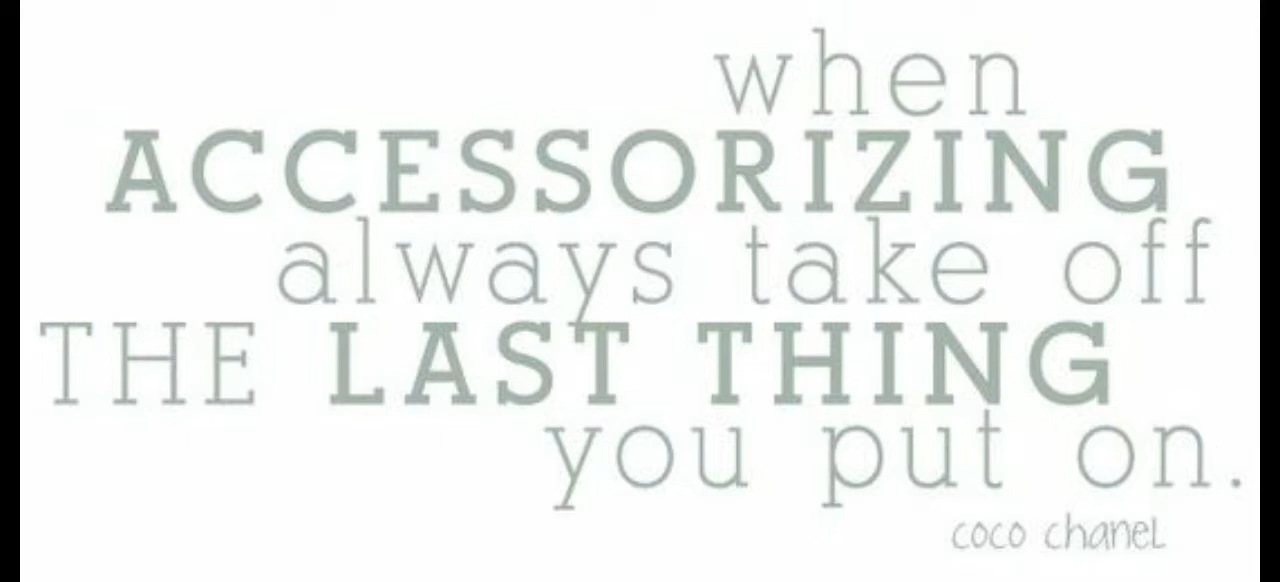 when
ACCESSORIZING
always take off
THE LAST THING
you put on.
coco chanel